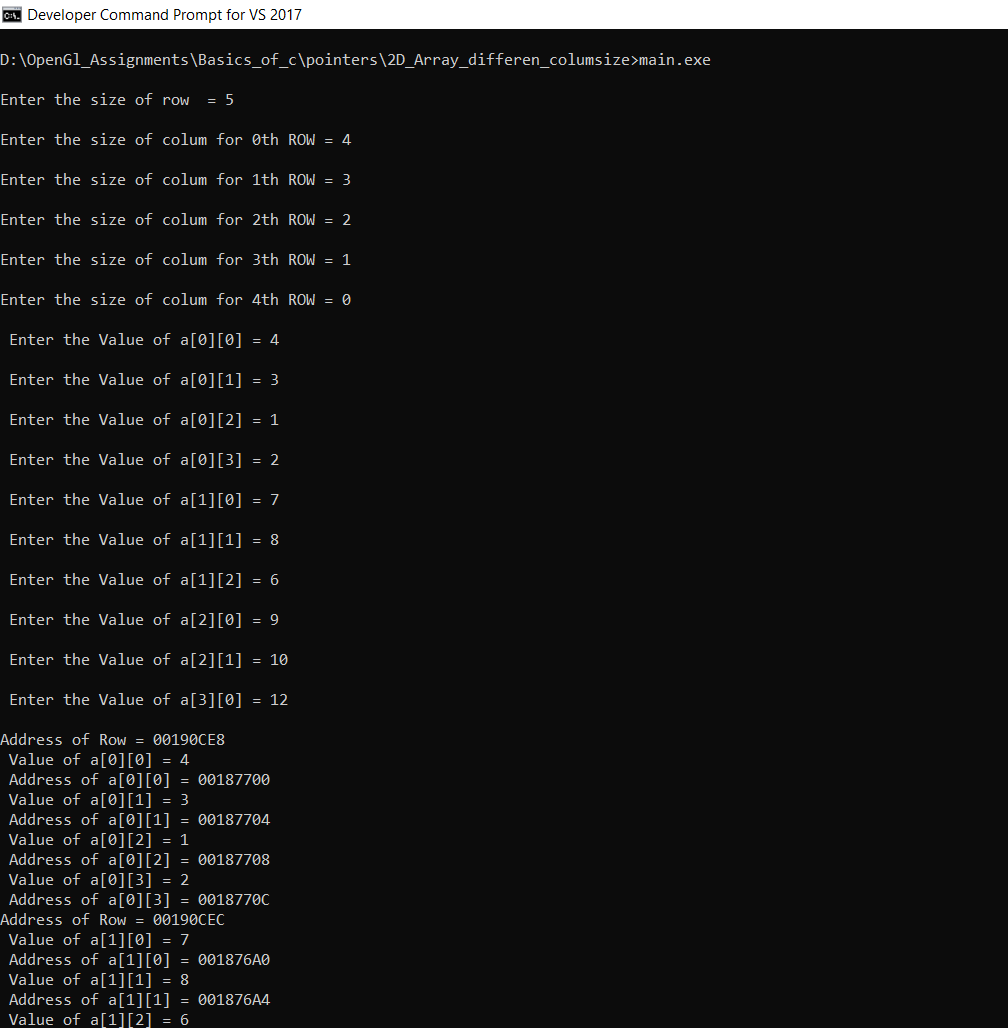 Developer Command Prompt for VS 2017
D:\OpenGl_Assignments\Basics_of_c\pointers\2D_Array_differen_columsize>main.exe
Enter the size of row  = 5
Enter the size of colum for 0th ROW = 4
Enter the size of colum for 1th ROW = 3
Enter the size of colum for 2th ROW = 2
Enter the size of colum for 3th ROW = 1
Enter the size of colum for 4th ROW = 0
Enter the Value of a[0][0] = 4
Enter the Value of a[0][1] = 3
Enter the Value of a[0][2] = 1
Enter the Value of a[0][3] = 2
Enter the Value of a[1][0] = 7
Enter the Value of a[1][1] = 8
Enter the Value of a[1][2] = 6
Enter the Value of a[2][0] = 9
Enter the Value of a[2][1] = 10
Enter the Value of a[3][0] = 12
Address of Row = 00190CE8
Value of a[0][0] = 4
Address of a[0][0] = 00187700
Value of a[0][1] = 3
Address of a[0][1] = 00187704
Value of a[0][2] = 1
Address of a[0][2] = 00187708
Value of a[0][3] = 2
Address of a[0][3] = 0018770C
Address of Row = 00190CEC
Value of a[1][0] = 7
Address of a[1][0] = 001876A0
Value of a[1][1] = 8
Address of a[1][1] = 001876A4
Value of a[1][2] = 6